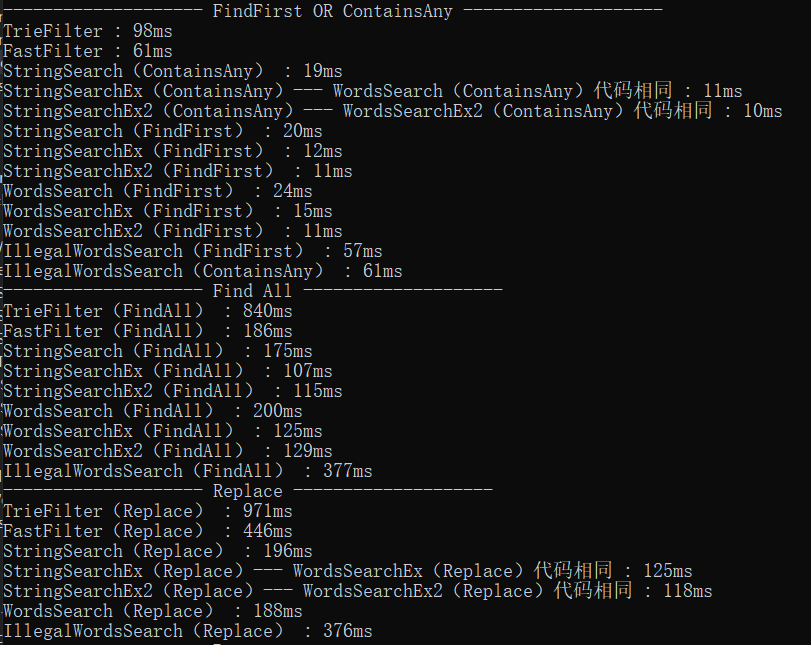 -------------------- FindFirst OR ContainsAny --------------------
TrieFilter : 98ms
FastFilter : 61ms
StringSearch（ContainsAny） : 19ms
StringSearchEx（ContainsAny）--- WordsSearch（ContainsAny）代码相同 : 11ms
StringSearchEx2（ContainsAny）--- WordsSearchEx2（ContainsAny）代码相同 : 10ms
StringSearch（FindFirst） : 20ms
StringSearchEx（FindFirst） : 12ms
StringSearchEx2（FindFirst） : 11ms
WordsSearch（FindFirst） : 24ms
WordsSearchEx（FindFirst） : 15ms
WordsSearchEx2（FindFirst） : 11ms
IllegalWordsSearch（FindFirst） : 57ms
IllegalWordsSearch（ContainsAny） : 61ms
-------------------- Find All --------------------
TrieFilter（FindAll） : 840ms
FastFilter（FindAll） : 186ms
StringSearch（FindAll） : 175ms
StringSearchEx（FindAll） : 107ms
StringSearchEx2（FindAll） : 115ms
WordsSearch（FindAll） : 200ms
WordsSearchEx（FindAll） : 125ms
WordsSearchEx2（FindAll） : 129ms
IllegalWordsSearch（FindAll） : 377ms
-------------------- Replace --------------------
TrieFilter（Replace） : 971ms
FastFilter（Replace） : 446ms
StringSearch（Replace） : 196ms
StringSearchEx（Replace）--- WordsSearchEx（Replace）代码相同 : 125ms
StringSearchEx2（Replace）--- WordsSearchEx2（Replace）代码相同 : 118ms
WordsSearch（Replace） : 188ms
IllegalWordsSearch（Replace） : 376ms